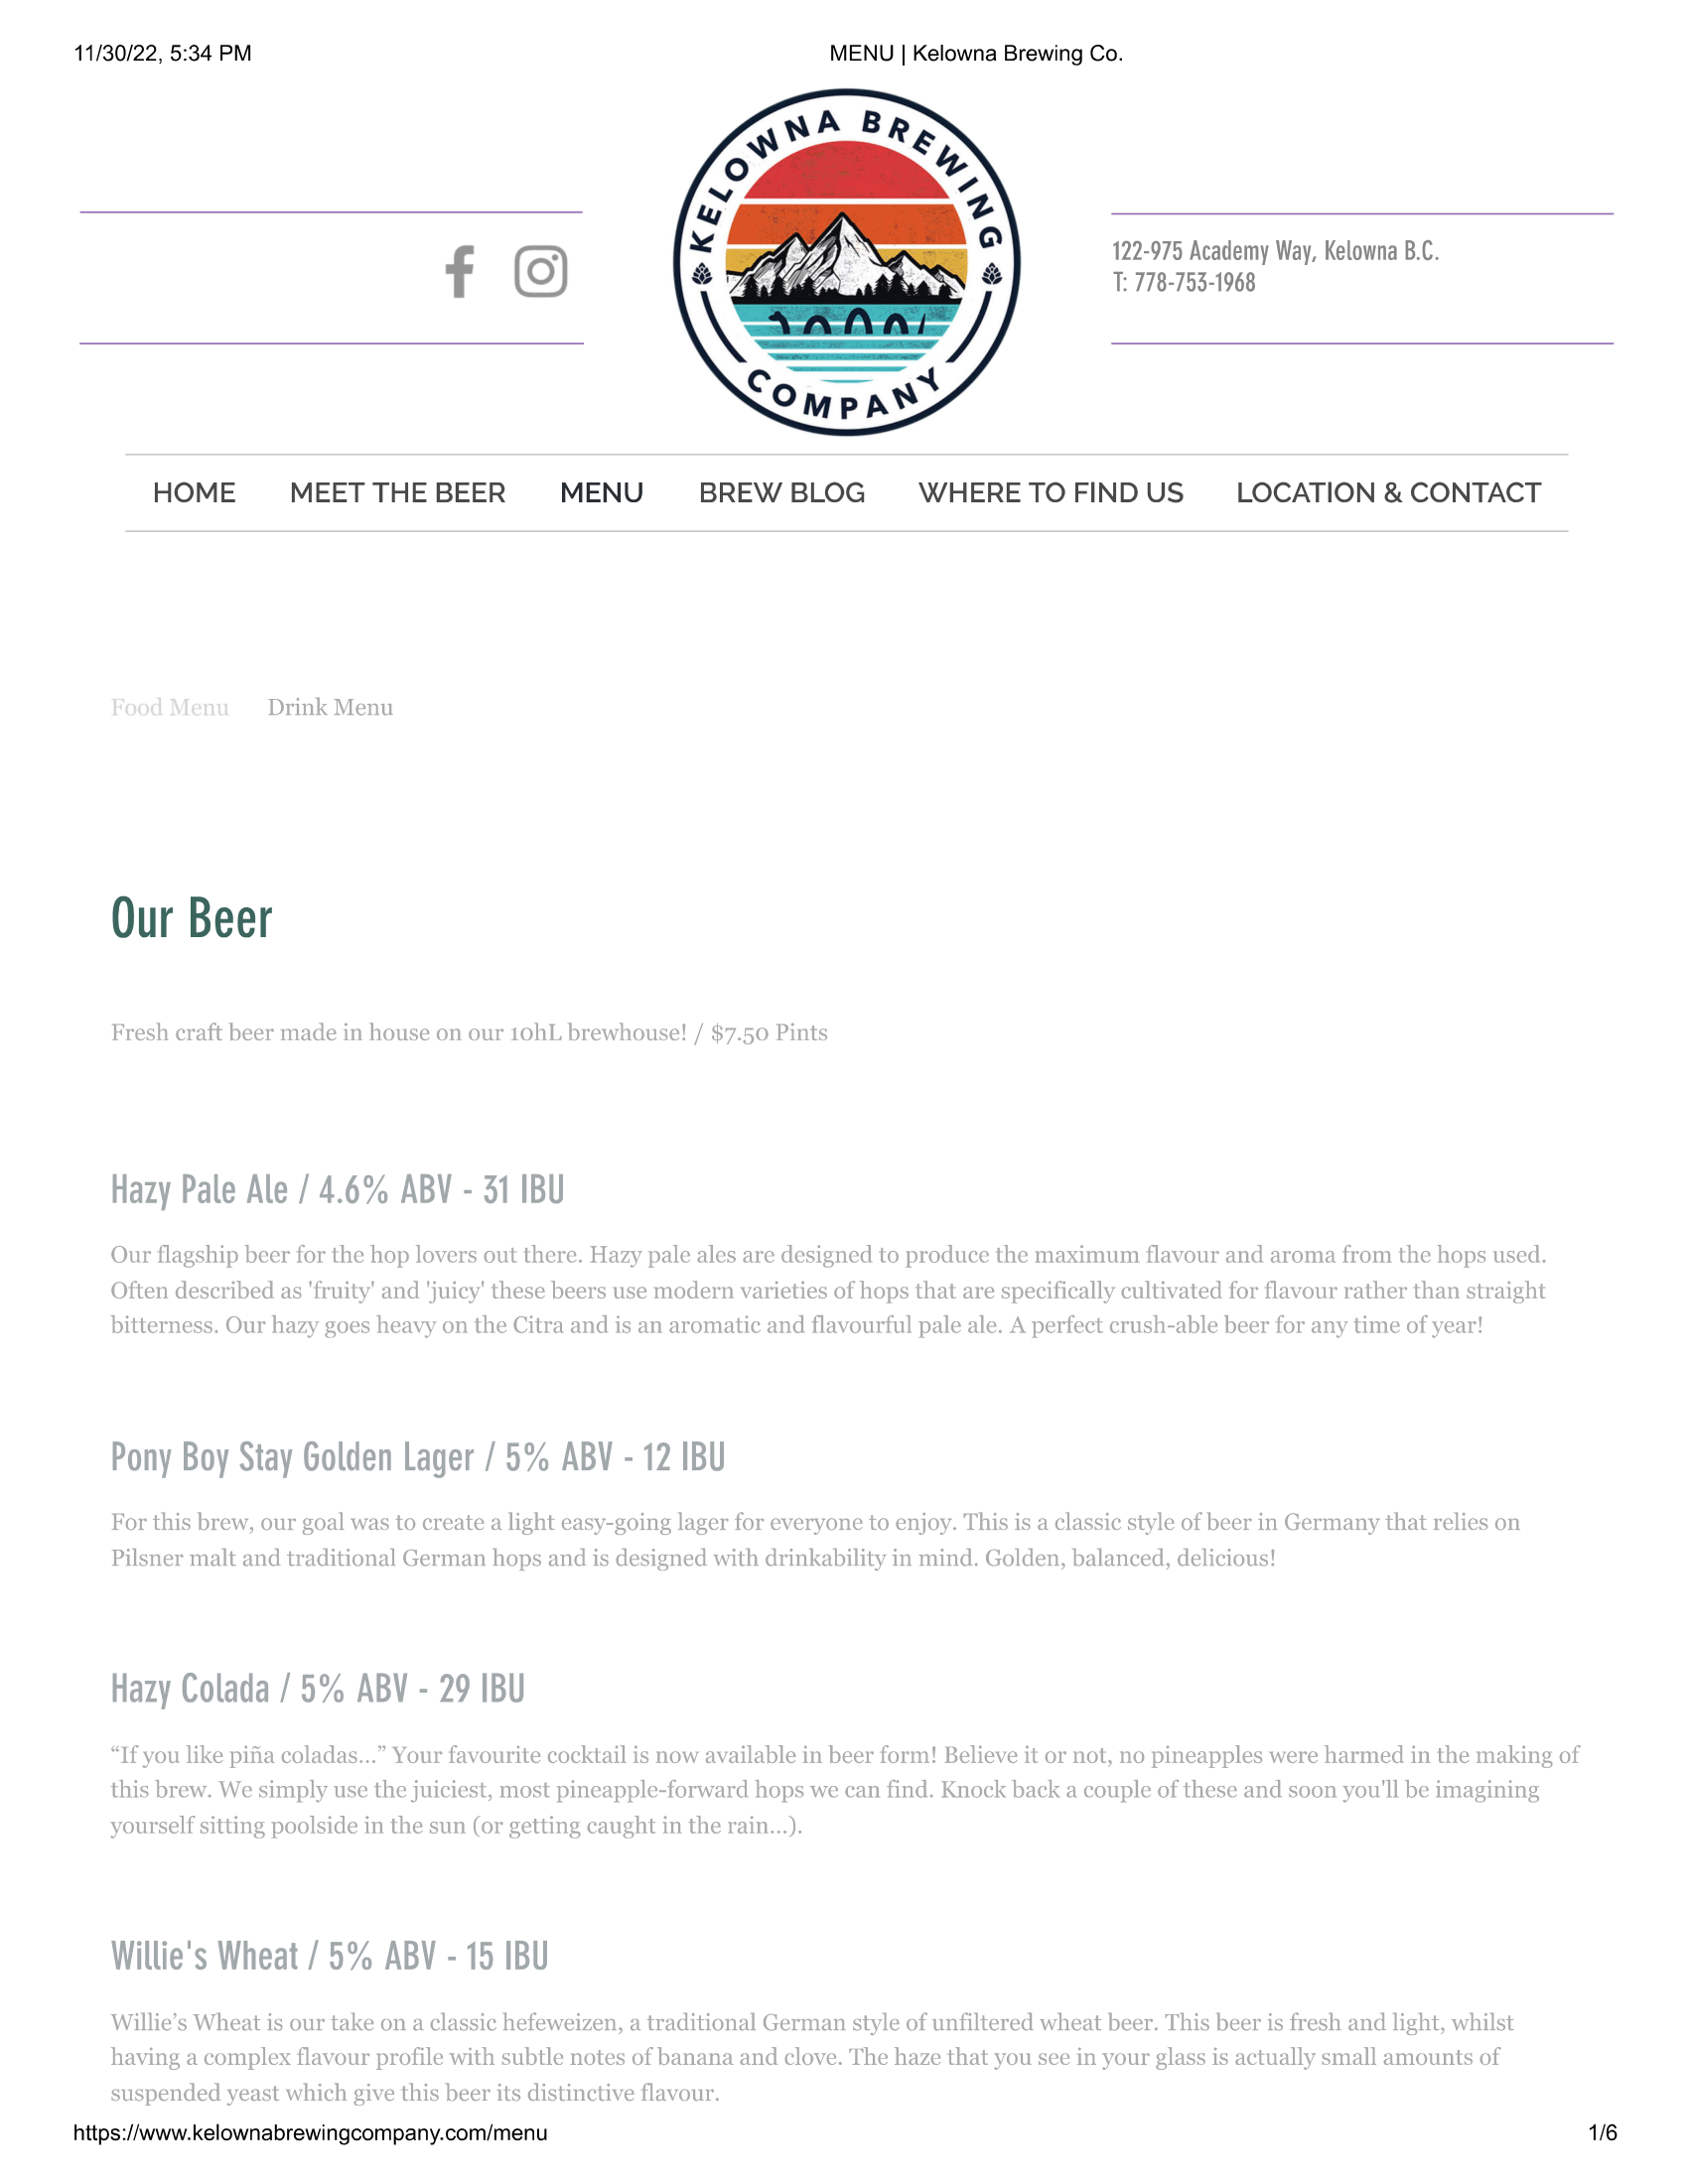 11/30/22, 5:34 PM
MENU | Kelowna Brewing Co.
KELOWNA BREWING
COMPANY
122-975 Academy Way, Kelowna B.C.
T: 778-753-1968
HOME MEET THE BEER MENU BREW BLOG WHERE TO FIND US LOCATION & CONTACT
Food Menu Drink Menu
Our Beer
Fresh craft beer made in house on our 10hL brewhouse! / $7.50 Pints
Hazy Pale Ale / 4.6% ABV - 31 IBU
Our flagship beer for the hop lovers out there. Hazy pale ales are designed to produce the maximum flavour and aroma from the hops used.
Often described as 'fruity' and 'juicy' these beers use modern varieties of hops that are specifically cultivated for flavour rather than straight
bitterness. Our hazy goes heavy on the Citra and is an aromatic and flavourful pale ale. A perfect crush-able beer for any time of year!
Pony Boy Stay Golden Lager / 5% ABV - 12 IBU
For this brew, our goal was to create a light easy-going lager for everyone to enjoy. This is a classic style of beer in Germany that relies on
Pilsner malt and traditional German hops and is designed with drinkability in mind. Golden, balanced, delicious!
Hazy Colada / 5% ABV - 29 IBU
“If you like piña coladas...” Your favourite cocktail is now available in beer form! Believe it or not, no pineapples were harmed in the making of
this brew. We simply use the juiciest, most pineapple-forward hops we can find. Knock back a couple of these and soon you'll be imagining
yourself sitting poolside in the sun (or getting caught in the rain...).
Willie's Wheat / 5% ABV - 15 IBU
Willie’s Wheat is our take on a classic hefeweizen, a traditional German style of unfiltered wheat beer. This beer is fresh and light, whilst
having a complex flavour profile with subtle notes of banana and clove. The haze that you see in your glass is actually small amounts of
suspended yeast which give this beer its distinctive flavour.
https://www.kelownabrewingcompany.com/menu
1/6